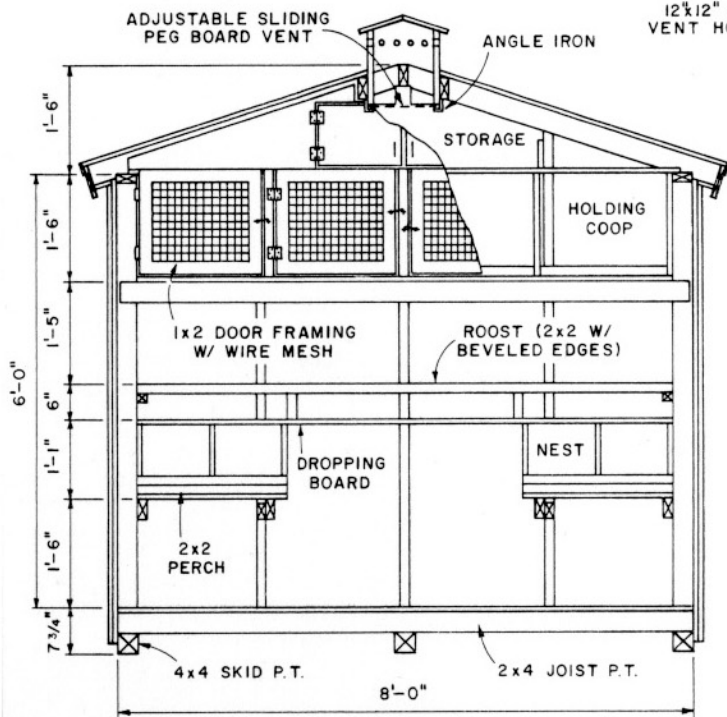 ADJUSTABLE SLIDING
PEG BOARD VENT
12"x12"
VENT
ANGLE IRON
1'-6"
STORAGE
1'-6"
HOLDING
COOP
1x2 DOOR FRAMING
W/ WIRE MESH
1'-5"
ROOST (2x2 W/
BEVELED EDGES)
6'-0"
6"
1'-1"
DROPPING
BOARD
NEST
2x2
PERCH
1'-6"
7 3/4"
4x4 SKID P.T.
2x4 JOIST P.T.
8'-0"